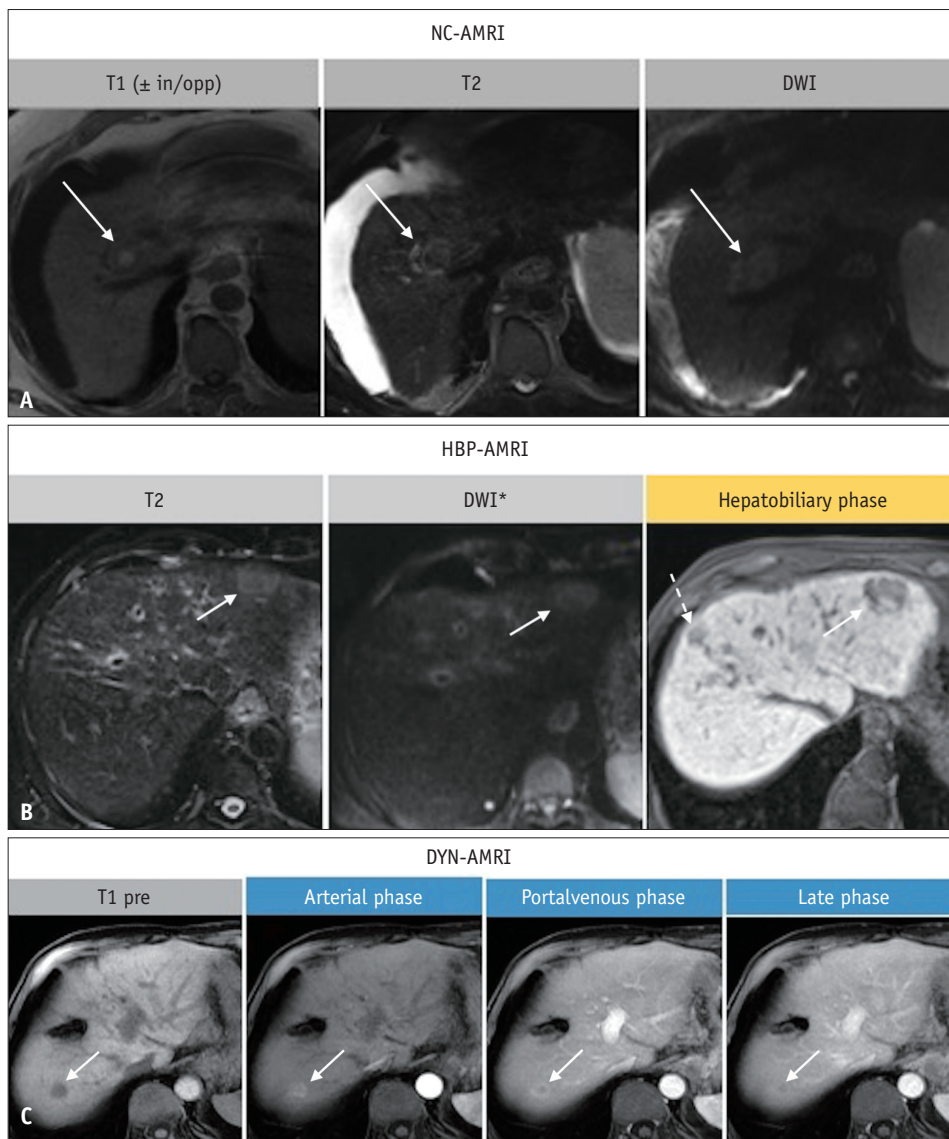 NC-AMRI
T1 (± in/opp)
T2
DWI
A
HBP-AMRI
T2
DWI*
Hepatobiliary phase
B
DYN-AMRI
T1 pre
Arterial phase
Portalvenous phase
Late phase
C